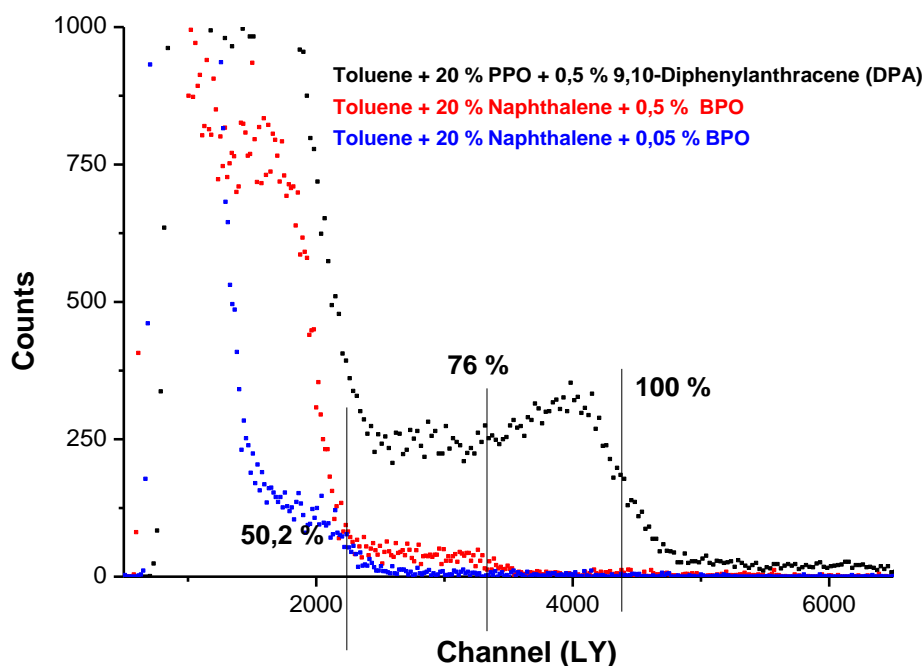 1000
Toluene + 20 % PPO + 0,5 % 9,10-Diphenylanthracene (DPA)
Toluene + 20 % Naphthalene + 0,5 % BPO
Toluene + 20 % Naphthalene + 0,05 % BPO
750
Counts
500
76 %
100 %
250
50,2 %
0
2000
4000
6000
Channel (LY)